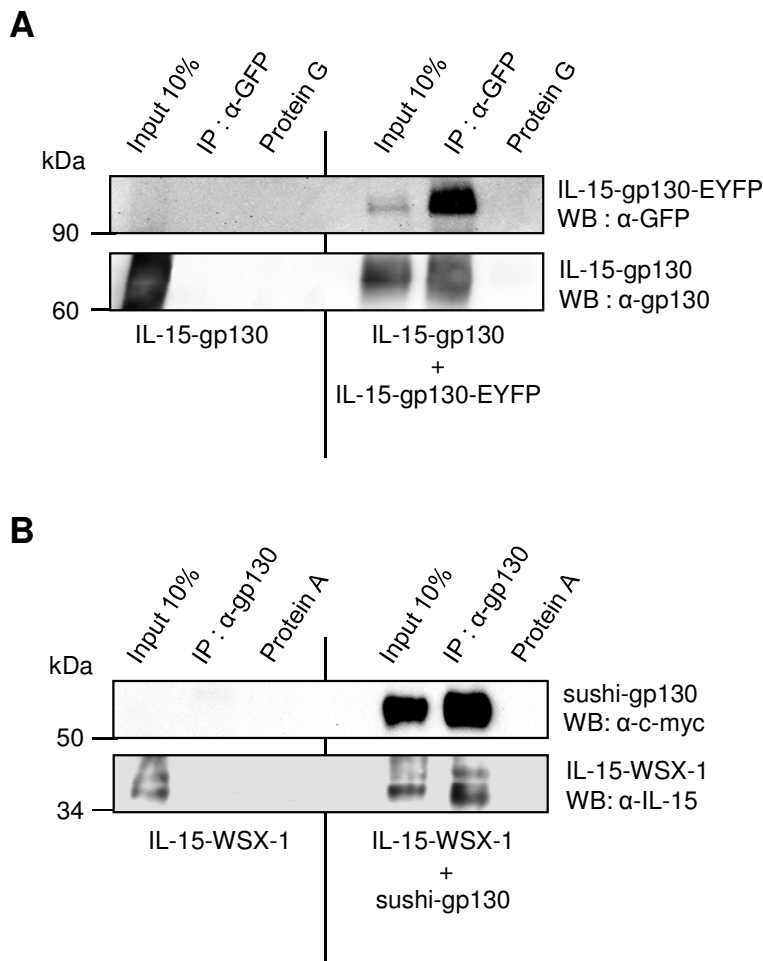 A
Input 10%
IP : α-GFP
Protein G
Input 10%
IP : α-GFP
Protein G
kDa
IL-15-gp130-EYFP
WB : α-GFP
90
IL-15-gp130
WB : α-gp130
60
IL-15-gp130
IL-15-gp130
+
IL-15-gp130-EYFP
B
Input 10%
IP : α-gp130
Protein A
Input 10%
IP : α-gp130
Protein A
kDa
sushi-gp130
WB: α-c-myc
50
IL-15-WSX-1
WB: α-IL-15
34
IL-15-WSX-1
IL-15-WSX-1
+
sushi-gp130